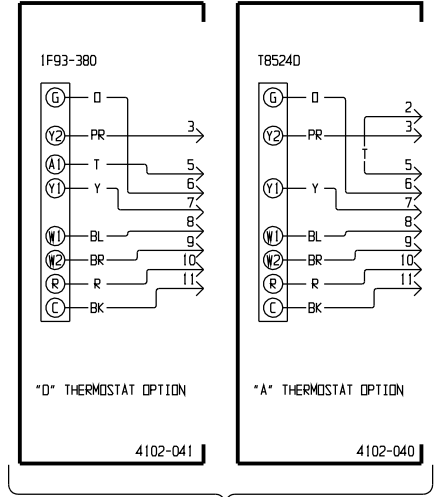 1F93-380
G O
Y2 PR 3
A1 T 5
6
Y1 Y 7
W1 BL 8
W2 BR 9
R R 10
C BK 11
"D" THERMOSTAT OPTION
4102-041
T8524D
G O 2
Y2 PR 3
T
5
6
Y1 Y 7
W1 BL 8
W2 BR 9
R R 10
C BK 11
"A" THERMOSTAT OPTION
4102-040